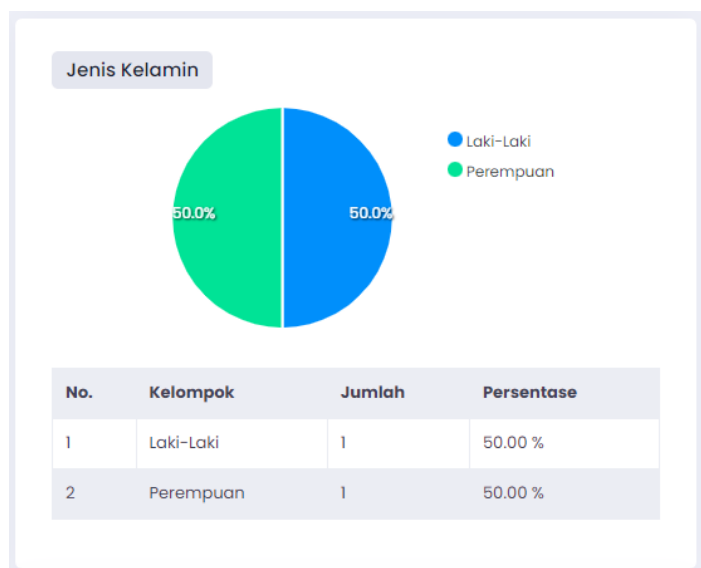 Jenis Kelamin
Laki-Laki
Perempuan
50.0% 50.0%
No. Kelompok Jumlah Persentase
1 Laki-Laki 1 50.00 %
2 Perempuan 1 50.00 %